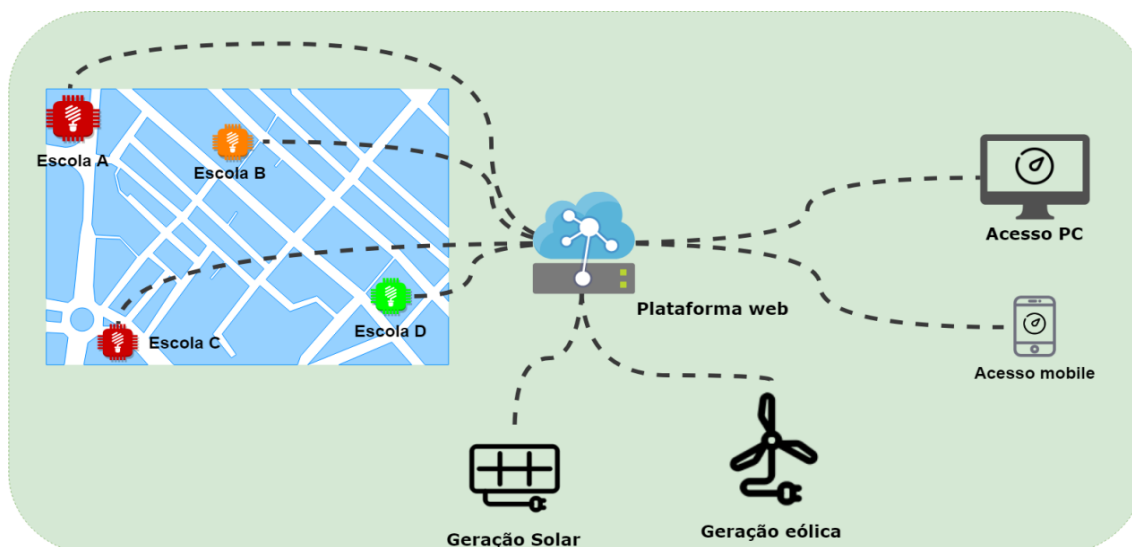 Escola A
Escola B
Escola C
Escola D
Plataforma web
Acesso PC
Acesso mobile
Geração Solar
Geração eólica